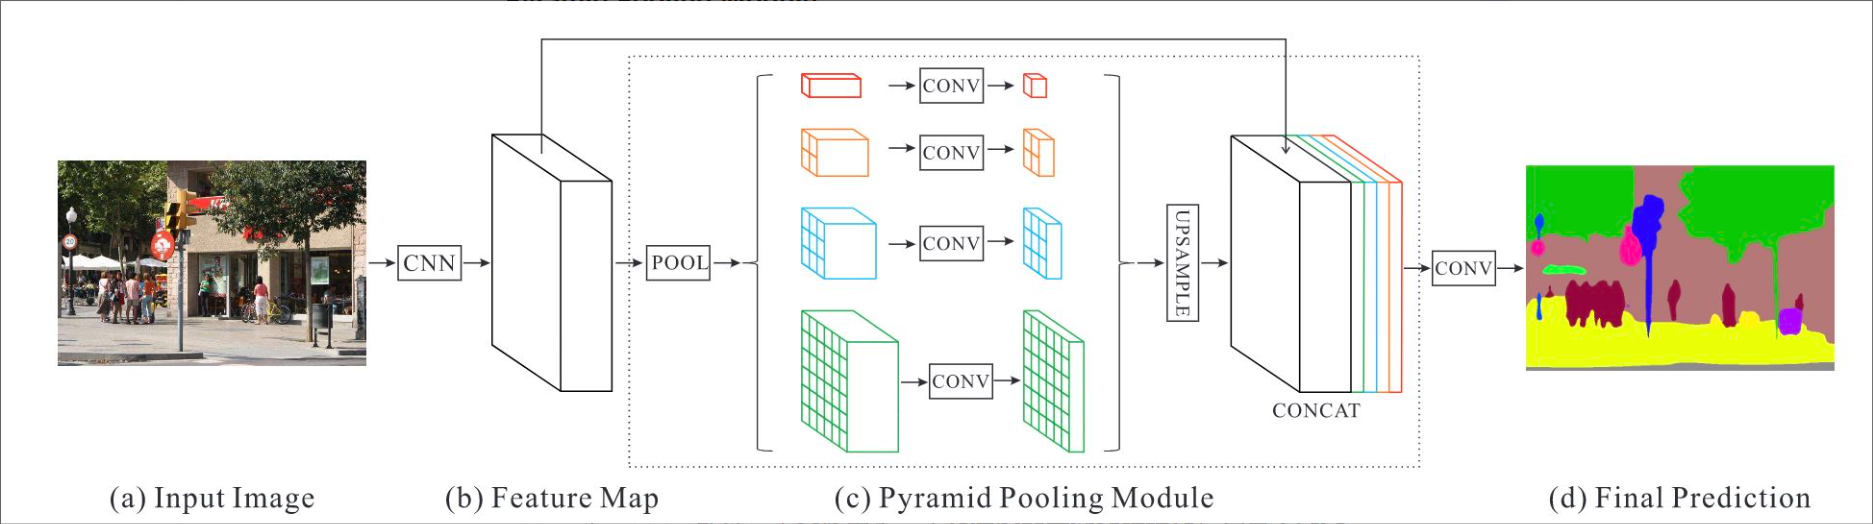 CONV
CONV
CONV
CONV
CNN
POOL
UPSAMPLE
CONCAT
CONV
(a) Input Image
(b) Feature Map
(c) Pyramid Pooling Module
(d) Final Prediction